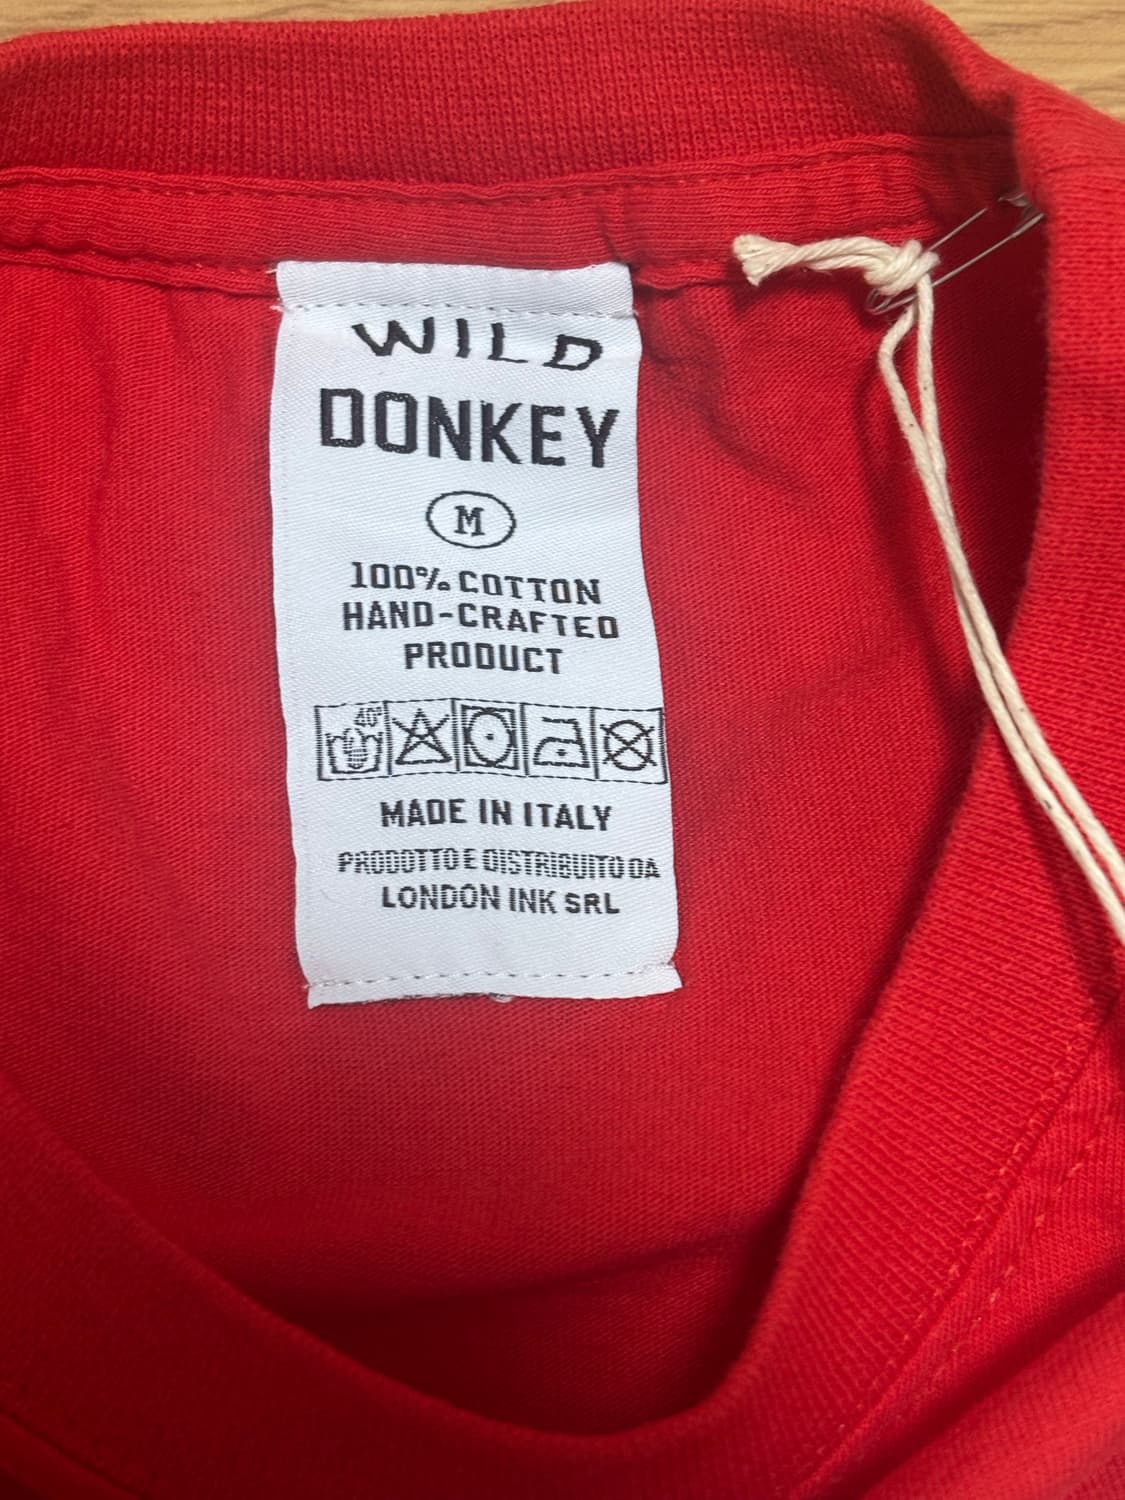 WILD
DONKEY
M
100% COTTON
HAND-CRAFTED
PRODUCT
40°
MADE IN ITALY
PRODOTTO E DISTRIBUITO DA
LONDON INK SRL